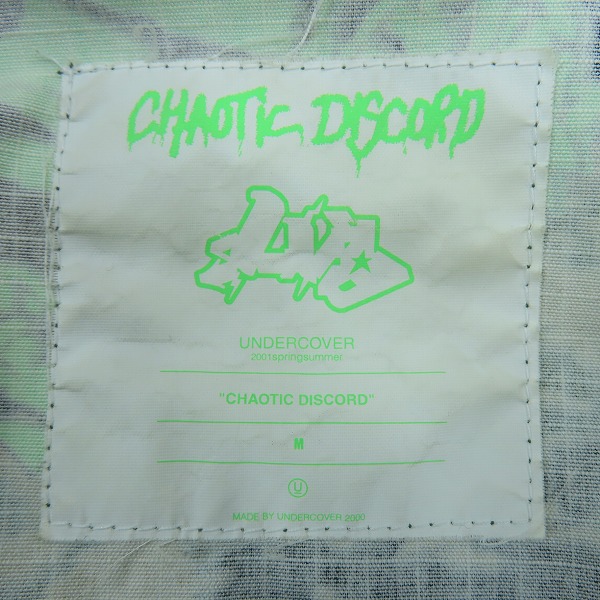 CHAOTIC DISCORD
UNDERCOVER
2001springsummer
"CHAOTIC DISCORD"
M
U
MADE BY UNDERCOVER 2000